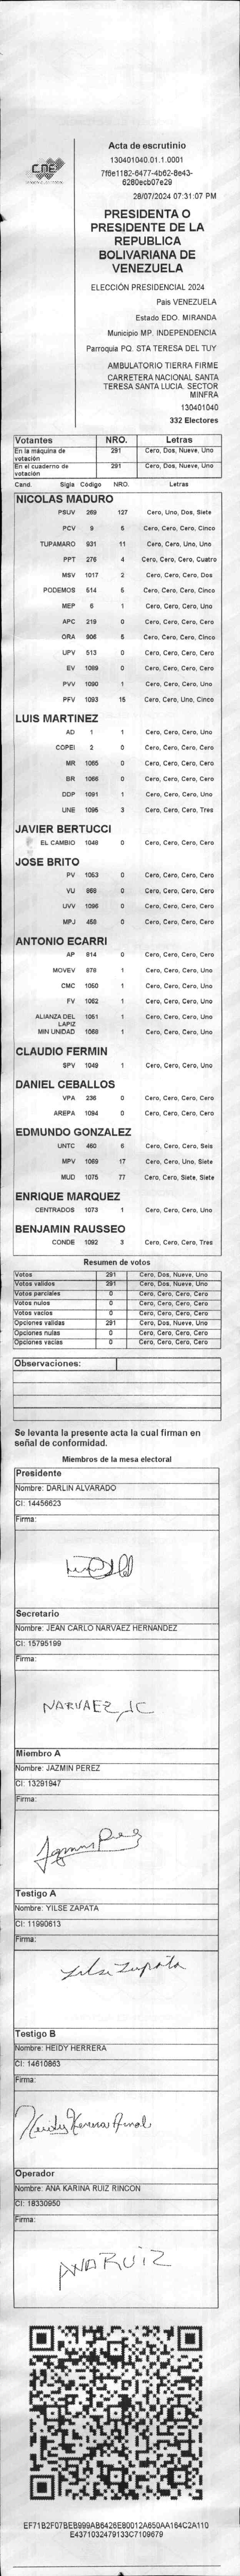 CNE
Acta de escrutinio
130401040.01.1.0001
7f6e1182-6477-4b62-8e43-
6280ecb07e29
28/07/2024 07:31:07 PM
PRESIDENTA O
PRESIDENTE DE LA
REPUBLICA
BOLIVARIANA DE
VENEZUELA
ELECCIÓN PRESIDENCIAL 2024
Pais VENEZUELA
Estado EDO. MIRANDA
Municipio MP. INDEPENDENCIA
Parroquia PQ. STA TERESA DEL TUY
AMBULATORIO TIERRA FIRME
CARRETERA NACIONAL SANTA
TERESA SANTA LUCIA. SECTOR
MINFRA
130401040
332 Electores
Votantes NRO. Letras
En la máquina de votación 291 Cero, Dos, Nueve, Uno
En el cuaderno de votación 291 Cero, Dos, Nueve, Uno
Cand. Sigla Codigo NRO. Letras
NICOLAS MADURO
PSUV 269 127 Cero, Uno, Dos, Siete
PCV 9 5 Cero, Cero, Cero, Cinco
TUPAMARO 931 11 Cero, Cero, Uno, Uno
PPT 276 4 Cero, Cero, Cero, Cuatro
MSV 1017 2 Cero, Cero, Cero, Dos
PODEMOS 514 5 Cero, Cero, Cero, Cinco
MEP 6 1 Cero, Cero, Cero, Uno
APC 219 0 Cero, Cero, Cero, Cero
ORA 906 5 Cero, Cero, Cero, Cinco
UPV 513 0 Cero, Cero, Cero, Cero
EV 1089 0 Cero, Cero, Cero, Cero
PVV 1090 1 Cero, Cero, Cero, Uno
PFV 1093 15 Cero, Cero, Uno, Cinco
LUIS MARTINEZ
AD 1 1 Cero, Cero, Cero, Uno
COPEI 2 0 Cero, Cero, Cero, Cero
MR 1065 0 Cero, Cero, Cero, Cero
BR 1066 0 Cero, Cero, Cero, Cero
DDP 1091 1 Cero, Cero, Cero, Uno
UNE 1095 3 Cero, Cero, Cero, Tres
JAVIER BERTUCCI
EL CAMBIO 1048 0 Cero, Cero, Cero, Cero
JOSE BRITO
PV 1053 0 Cero, Cero, Cero, Cero
VU 868 0 Cero, Cero, Cero, Cero
UVV 1096 0 Cero, Cero, Cero, Cero
MPJ 458 0 Cero, Cero, Cero, Cero
ANTONIO ECARRI
AP 814 0 Cero, Cero, Cero, Cero
MOVEV 878 1 Cero, Cero, Cero, Uno
CMC 1050 1 Cero, Cero, Cero, Uno
FV 1062 1 Cero, Cero, Cero, Uno
ALIANZA DEL LAPIZ 1051 1 Cero, Cero, Cero, Uno
MIN UNIDAD 1068 1 Cero, Cero, Cero, Uno
CLAUDIO FERMIN
SPV 1049 1 Cero, Cero, Cero, Uno
DANIEL CEBALLOS
VPA 236 0 Cero, Cero, Cero, Cero
AREPA 1094 0 Cero, Cero, Cero, Cero
EDMUNDO GONZALEZ
UNTC 460 6 Cero, Cero, Cero, Seis
MPV 1069 17 Cero, Cero, Uno, Siete
MUD 1075 77 Cero, Cero, Siete, Siete
ENRIQUE MARQUEZ
CENTRADOS 1073 1 Cero, Cero, Cero, Uno
BENJAMIN RAUSSEO
CONDE 1092 3 Cero, Cero, Cero, Tres
Resumen de votos
Votos 291 Cero, Dos, Nueve, Uno
Votos validos 291 Cero, Dos, Nueve, Uno
Votos parciales 0 Cero, Cero, Cero, Cero
Votos nulos 0 Cero, Cero, Cero, Cero
Votos vacios 0 Cero, Cero, Cero, Cero
Opciones validas 291 Cero, Dos, Nueve, Uno
Opciones nulas 0 Cero, Cero, Cero, Cero
Opciones vacias 0 Cero, Cero, Cero, Cero
Observaciones:
Se levanta la presente acta la cual firman en
señal de conformidad.
Miembros de la mesa electoral
Presidente
Nombre: DARLIN ALVARADO
CI: 14456623
Firma:
Secretario
Nombre: JEAN CARLO NARVAEZ HERNANDEZ
CI: 15795199
Firma:
NARVAEZ JC
Miembro A
Nombre: JAZMIN PEREZ
CI: 13291947
Firma:
Testigo A
Nombre: YILSE ZAPATA
CI: 11990613
Firma:
Yilse Zapata
Testigo B
Nombre: HEIDY HERRERA
CI: 14610863
Firma:
Operador
Nombre: ANA KARINA RUIZ RINCON
CI: 18330950
Firma:
ANA RUIZ
EF71B2F07BEB999AB6426E80012A650AA164C2A110
E4371032479133C7109679